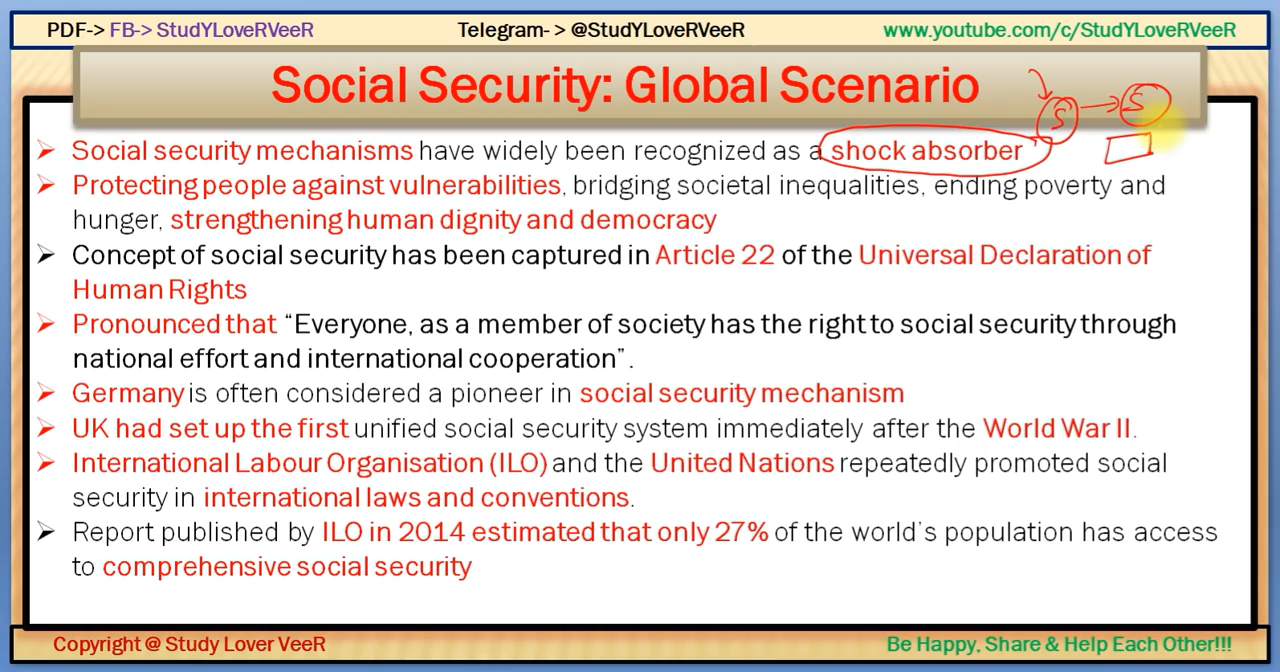 PDF-> FB-> StudYLoveRVeeR Telegram- > @StudYLoveRVeeR www.youtube.com/c/StudYLoveRVeeR
Social Security: Global Scenario
S → S
➢ Social security mechanisms have widely been recognized as a shock absorber
➢ Protecting people against vulnerabilities, bridging societal inequalities, ending poverty and
hunger, strengthening human dignity and democracy
➢ Concept of social security has been captured in Article 22 of the Universal Declaration of
Human Rights
➢ Pronounced that “Everyone, as a member of society has the right to social security through
national effort and international cooperation”.
➢ Germany is often considered a pioneer in social security mechanism
➢ UK had set up the first unified social security system immediately after the World War II.
➢ International Labour Organisation (ILO) and the United Nations repeatedly promoted social
security in international laws and conventions.
➢ Report published by ILO in 2014 estimated that only 27% of the world’s population has access
to comprehensive social security
Copyright @ Study Lover VeeR Be Happy, Share & Help Each Other!!!